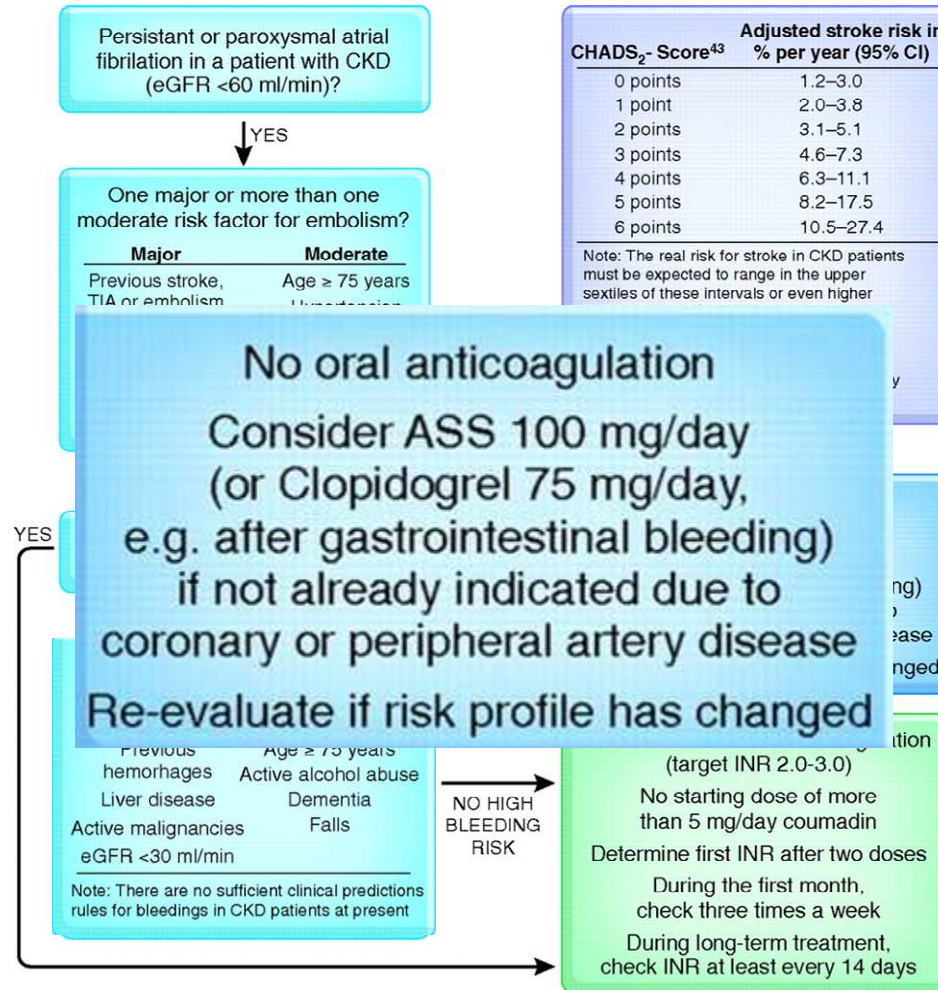 Persistant or paroxysmal atrial
fibrilation in a patient with CKD
(eGFR <60 ml/min)?
YES
One major or more than one
moderate risk factor for embolism?
Major Moderate
Previous stroke, Age ≥ 75 years
TIA or embolism Hypertension
CHADS₂- Score⁴³ Adjusted stroke risk in % per year (95% CI)
0 points 1.2–3.0
1 point 2.0–3.8
2 points 3.1–5.1
3 points 4.6–7.3
4 points 6.3–11.1
5 points 8.2–17.5
6 points 10.5–27.4
Note: The real risk for stroke in CKD patients
must be expected to range in the upper
sextiles of these intervals or even higher
No oral anticoagulation
Consider ASS 100 mg/day
(or Clopidogrel 75 mg/day,
e.g. after gastrointestinal bleeding)
if not already indicated due to
coronary or peripheral artery disease
Re-evaluate if risk profile has changed
YES
Previous Age ≥ 75 years
hemorrhages Active alcohol abuse
Liver disease Dementia
Active malignancies Falls
eGFR <30 ml/min
Note: There are no sufficient clinical predictions
rules for bleedings in CKD patients at present
NO HIGH
BLEEDING
RISK
(target INR 2.0-3.0)
No starting dose of more
than 5 mg/day coumadin
Determine first INR after two doses
During the first month,
check three times a week
During long-term treatment,
check INR at least every 14 days